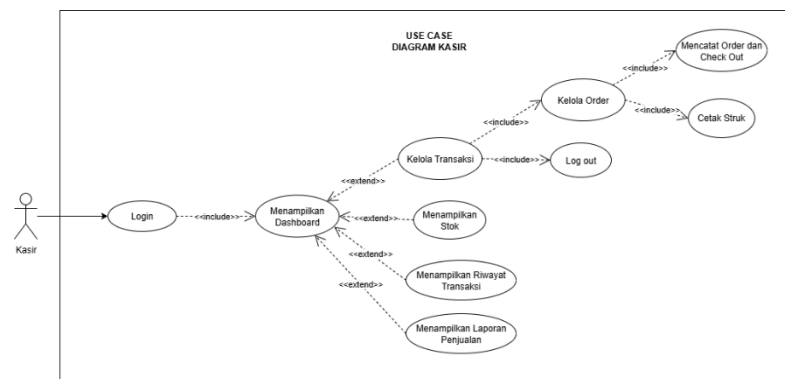 USE CASE
DIAGRAM KASIR
Mencatat Order dan
Check Out
<<include>>
Kelola Order
<<include>>
Cetak Struk
<<include>>
Kelola Transaksi
<<include>>
Log out
<<extend>>
Kasir
Login
<<include>>
Menampilkan
Dashboard
<<extend>>
Menampilkan
Stok
<<extend>>
Menampilkan Riwayat
Transaksi
<<extend>>
Menampilkan Laporan
Penjualan